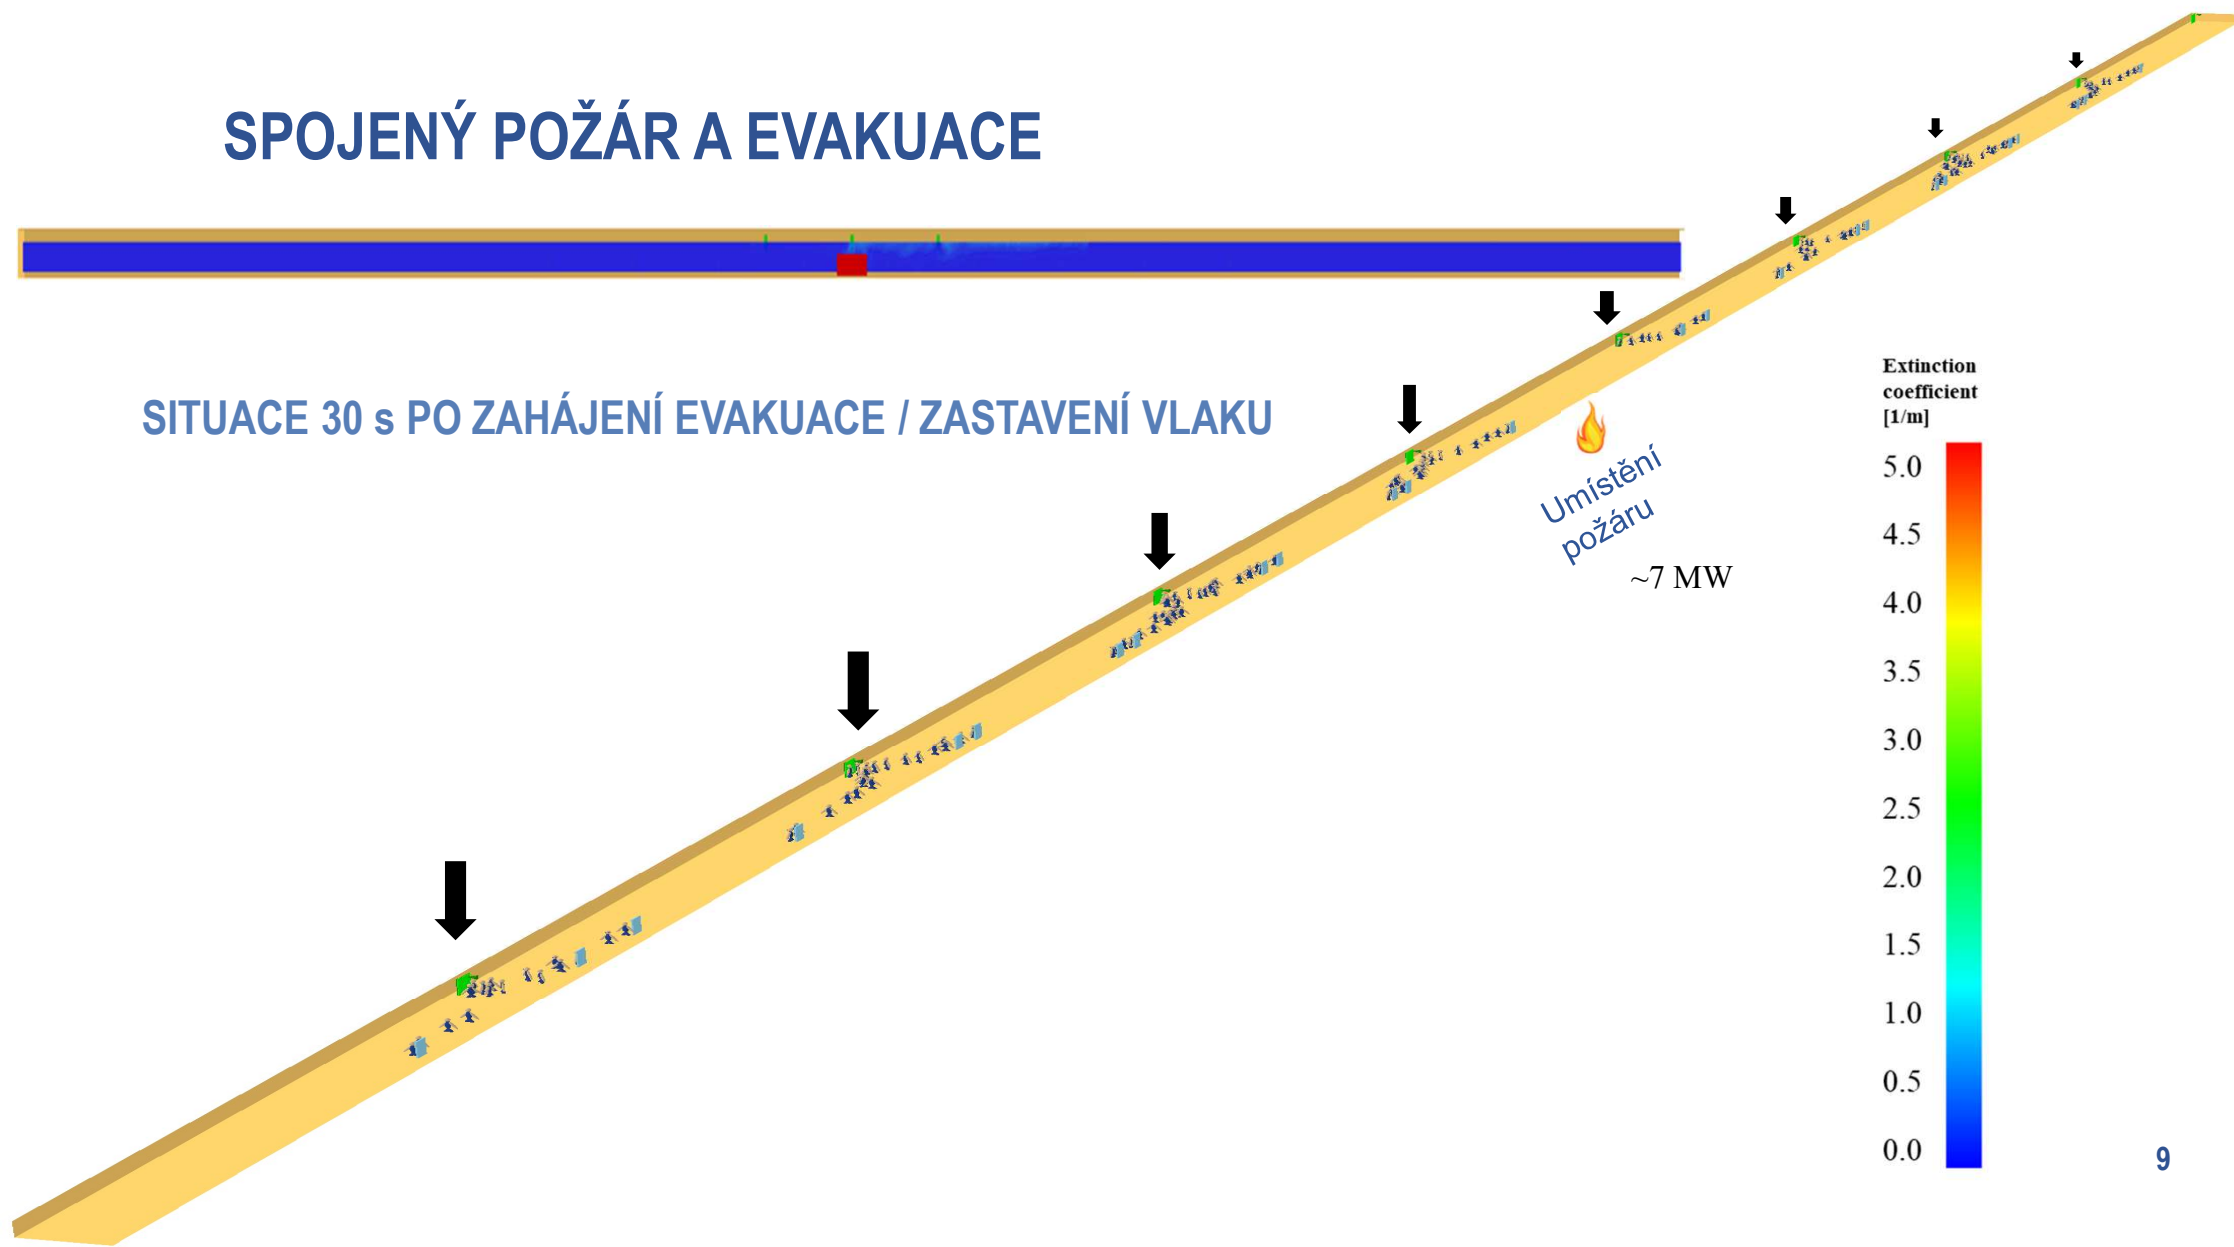 SPOJENÝ POŽÁR A EVAKUACE
SITUACE 30 s PO ZAHÁJENÍ EVAKUACE / ZASTAVENÍ VLAKU
Umístění
požáru
~7 MW
Extinction
coefficient
[1/m]
5.0
4.5
4.0
3.5
3.0
2.5
2.0
1.5
1.0
0.5
0.0
9